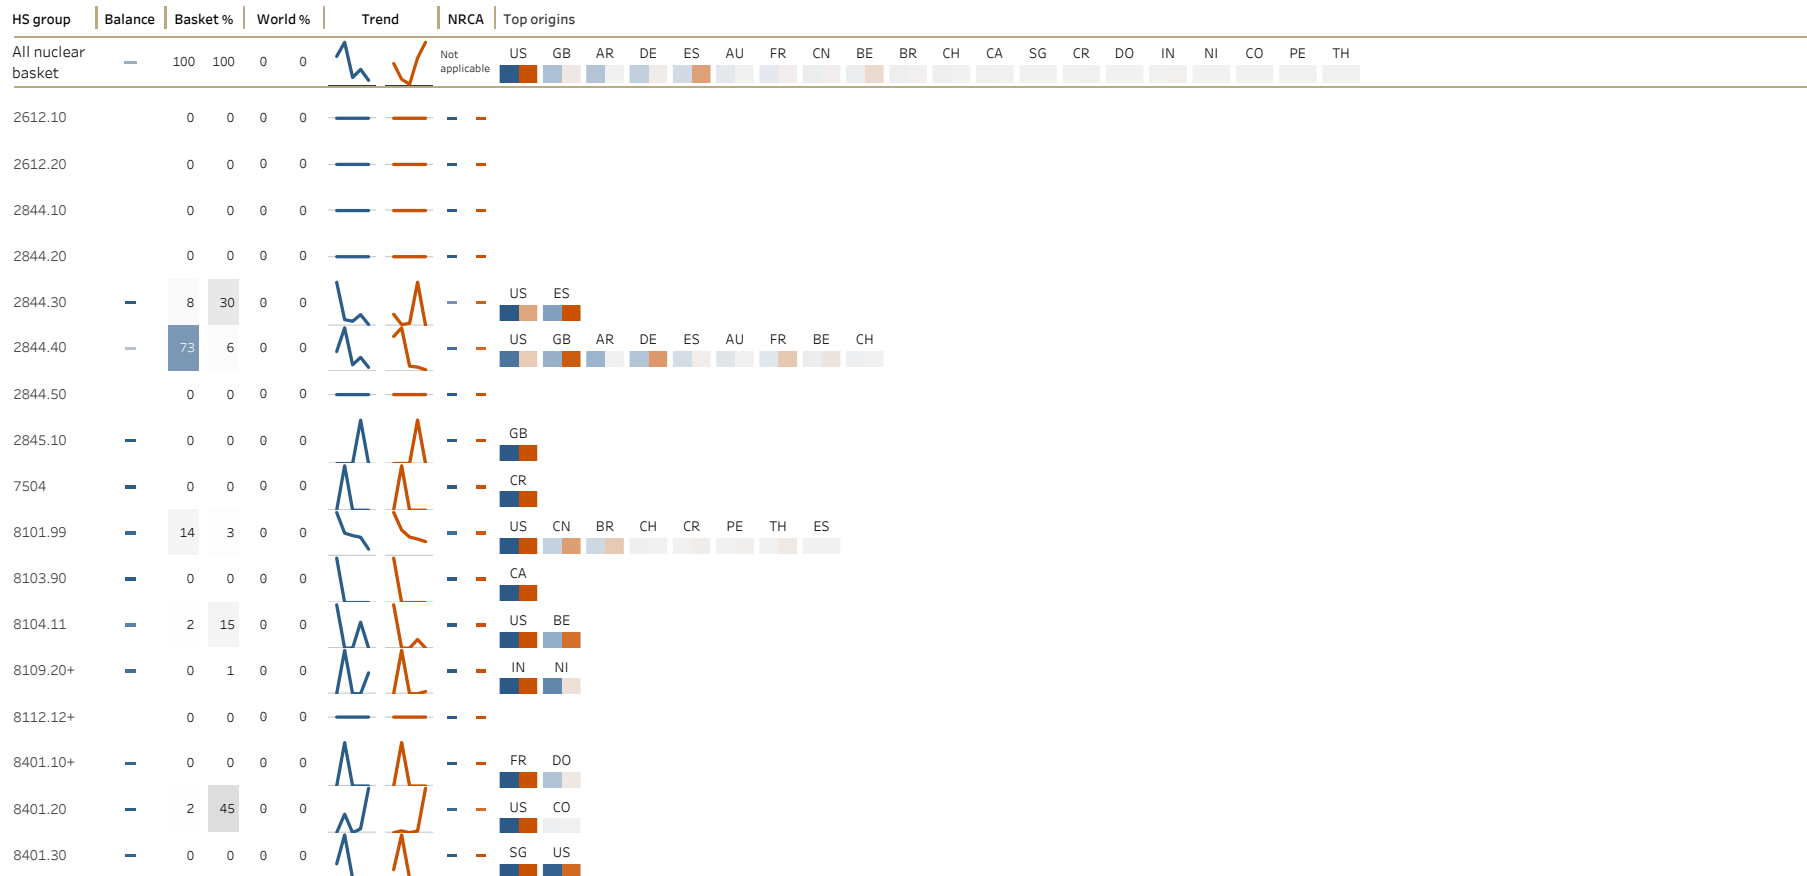 HS group Balance Basket % World % Trend NRCA Top origins
All nuclear basket 100 100 0 0 Not applicable US GB AR DE ES AU FR CN BE BR CH CA SG CR DO IN NI CO PE TH
2612.10 0 0 0 0
2612.20 0 0 0 0
2844.10 0 0 0 0
2844.20 0 0 0 0
2844.30 8 30 0 0 US ES
2844.40 73 6 0 0 US GB AR DE ES AU FR BE CH
2844.50 0 0 0 0
2845.10 0 0 0 0 GB
7504 0 0 0 0 CR
8101.99 14 3 0 0 US CN BR CH CR PE TH ES
8103.90 0 0 0 0 CA
8104.11 2 15 0 0 US BE
8109.20+ 0 1 0 0 IN NI
8112.12+ 0 0 0 0
8401.10+ 0 0 0 0 FR DO
8401.20 2 45 0 0 US CO
8401.30 0 0 0 0 SG US